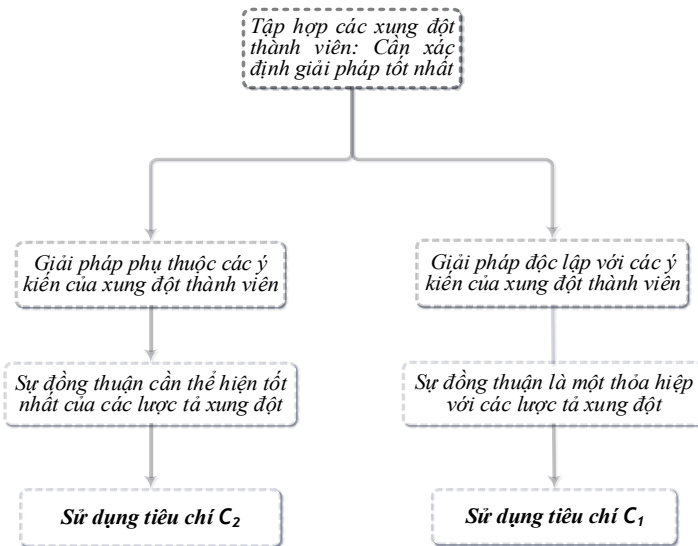 Tập hợp các xung đột
thành viên: Cần xác
định giải pháp tốt nhất
Giải pháp phụ thuộc các ý
kiến của xung đột thành viên
Giải pháp độc lập với các ý
kiến của xung đột thành viên
Sự đồng thuận cần thể hiện tốt
nhất của các lược tả xung đột
Sự đồng thuận là một thỏa hiệp
với các lược tả xung đột
Sử dụng tiêu chí C₂
Sử dụng tiêu chí C₁